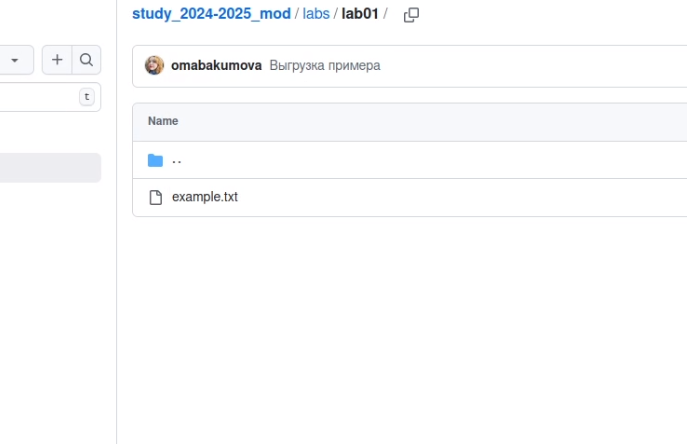 study_2024-2025_mod / labs / lab01 /
t
omabakumova Выгрузка примера
Name
..
example.txt